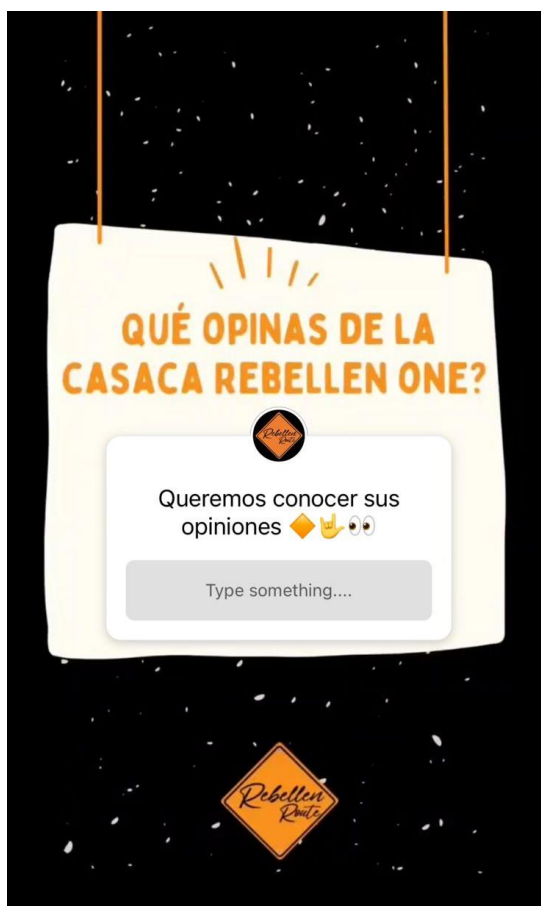 QUÉ OPINAS DE LA
CASACA REBELLEN ONE?
Rebellen
Route
Queremos conocer sus
opiniones 🔶🤟👀
Type something....
Rebellen
Route